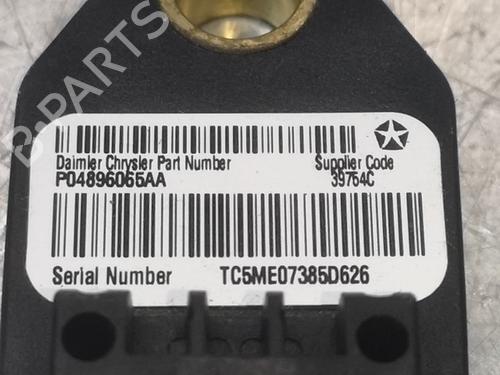 B-PARTS
Daimler Chrysler Part Number Supplier Code
P04896065AA 39754C
Serial Number TC5ME07385D626